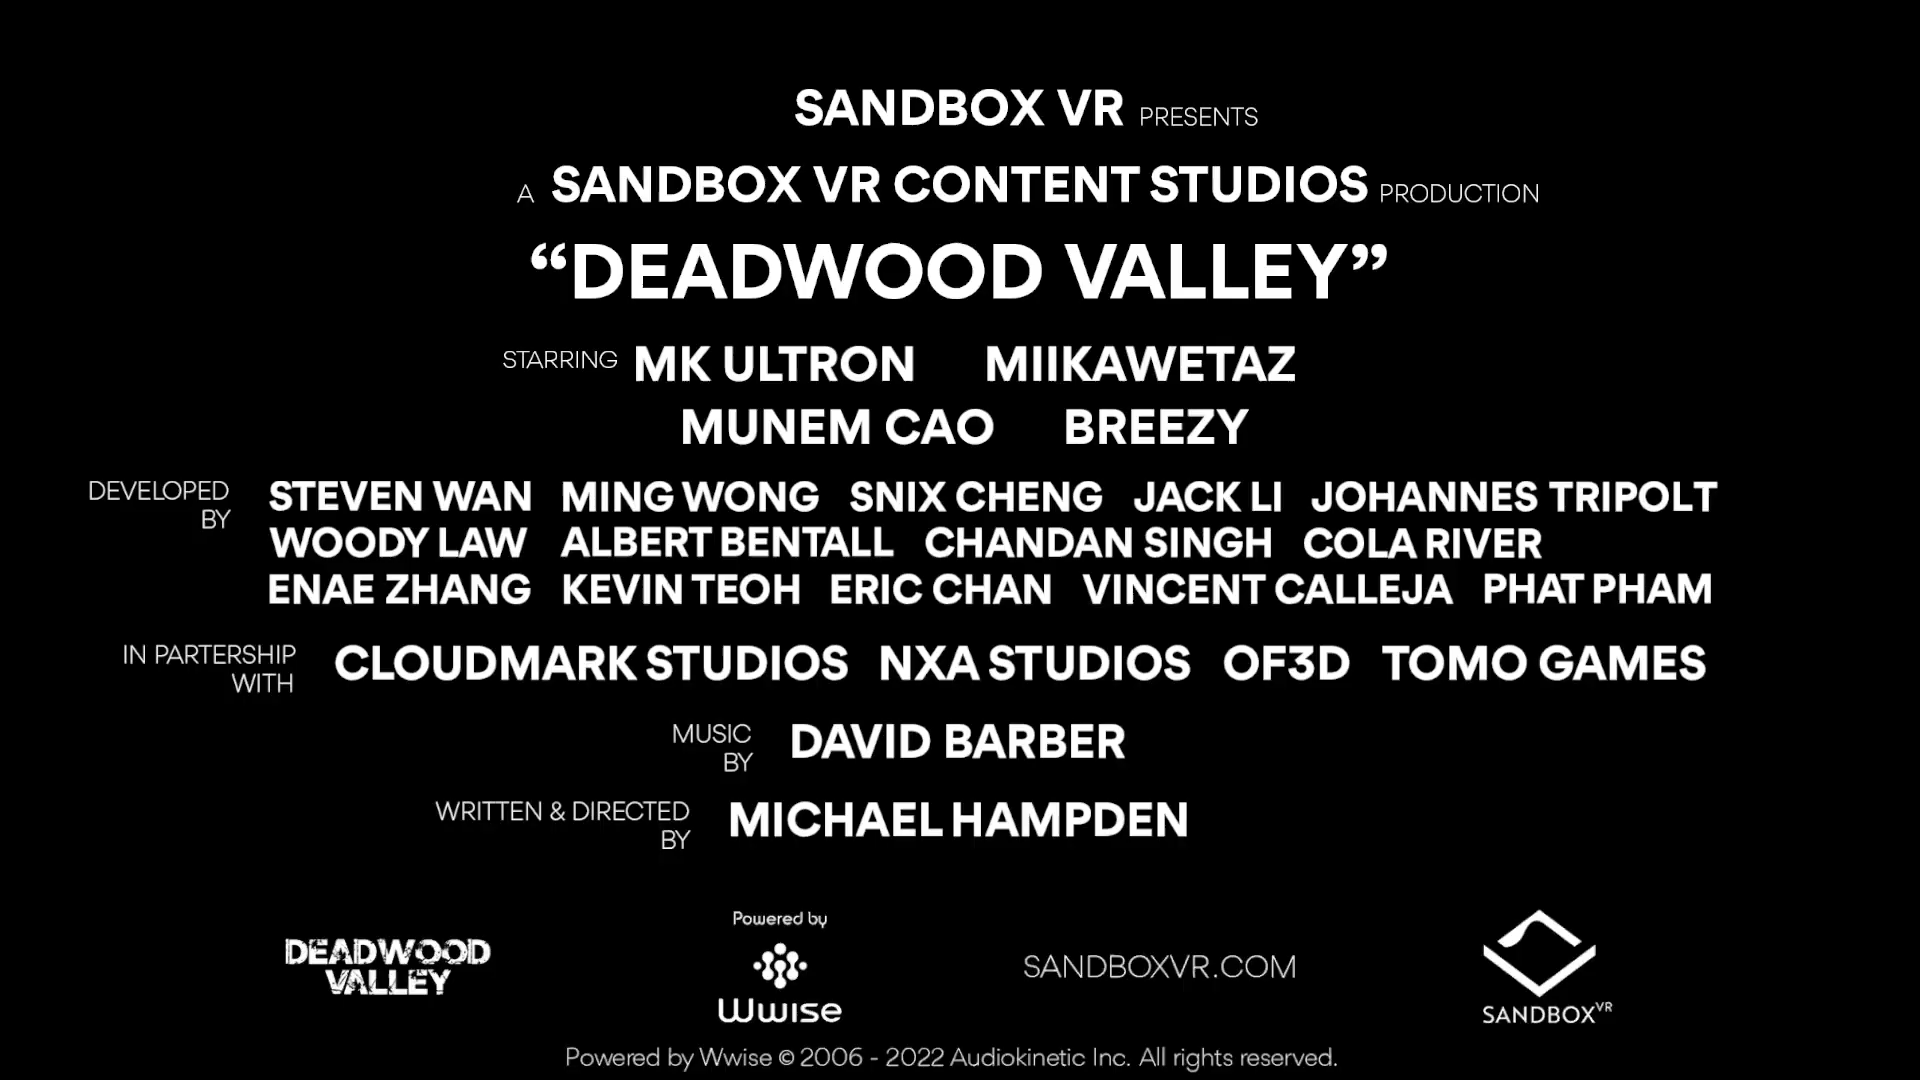 SANDBOX VR PRESENTS
A SANDBOX VR CONTENT STUDIOS PRODUCTION
“DEADWOOD VALLEY”
STARRING MK ULTRON MIIKAWETAZ
MUNEM CAO BREEZY
DEVELOPED BY STEVEN WAN MING WONG SNIX CHENG JACK LI JOHANNES TRIPOLT
WOODY LAW ALBERT BENTALL CHANDAN SINGH COLA RIVER
ENAE ZHANG KEVIN TEOH ERIC CHAN VINCENT CALLEJA PHAT PHAM
IN PARTERSHIP WITH CLOUDMARK STUDIOS NXA STUDIOS OF3D TOMO GAMES
MUSIC BY DAVID BARBER
WRITTEN & DIRECTED BY MICHAEL HAMPDEN
DEADWOOD
VALLEY
Powered by
Wwise
SANDBOXVR.COM
SANDBOX VR
Powered by Wwise © 2006 - 2022 Audiokinetic Inc. All rights reserved.